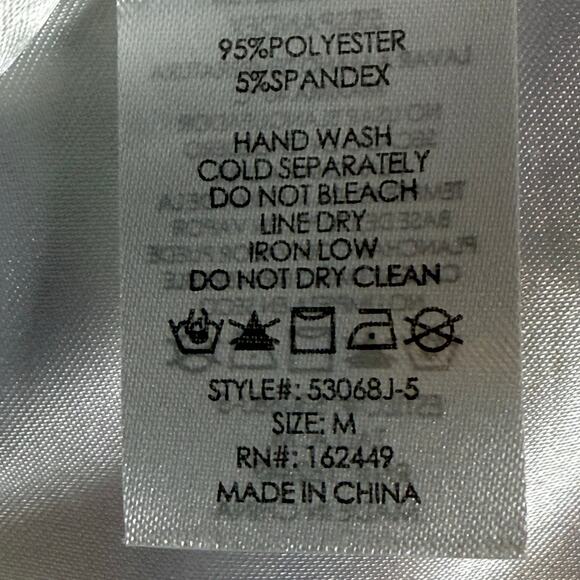 95%POLYESTER
5%SPANDEX
HAND WASH
COLD SEPARATELY
DO NOT BLEACH
LINE DRY
IRON LOW
DO NOT DRY CLEAN
STYLE#: 53068J-5
SIZE: M
RN#: 162449
MADE IN CHINA